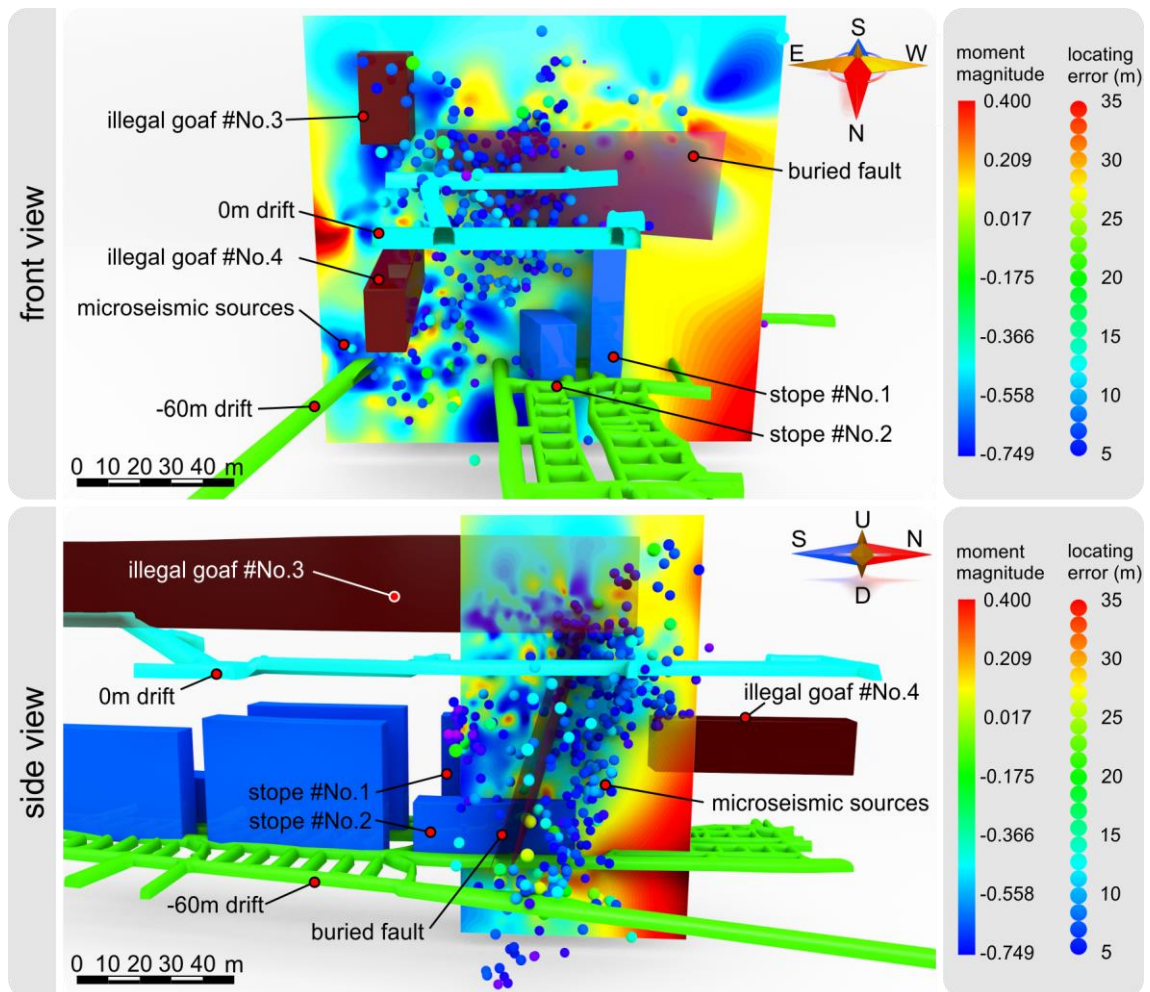 front view
illegal goaf #No.3
0m drift
illegal goaf #No.4
microseismic sources
-60m drift
0 10 20 30 40 m
buried fault
stope #No.1
stope #No.2
S
E W
N
moment
magnitude
0.400
0.209
0.017
-0.175
-0.366
-0.558
-0.749
locating
error (m)
35
30
25
20
15
10
5
side view
illegal goaf #No.3
0m drift
stope #No.1
stope #No.2
-60m drift
buried fault
0 10 20 30 40 m
illegal goaf #No.4
microseismic sources
U
S N
D
moment
magnitude
0.400
0.209
0.017
-0.175
-0.366
-0.558
-0.749
locating
error (m)
35
30
25
20
15
10
5